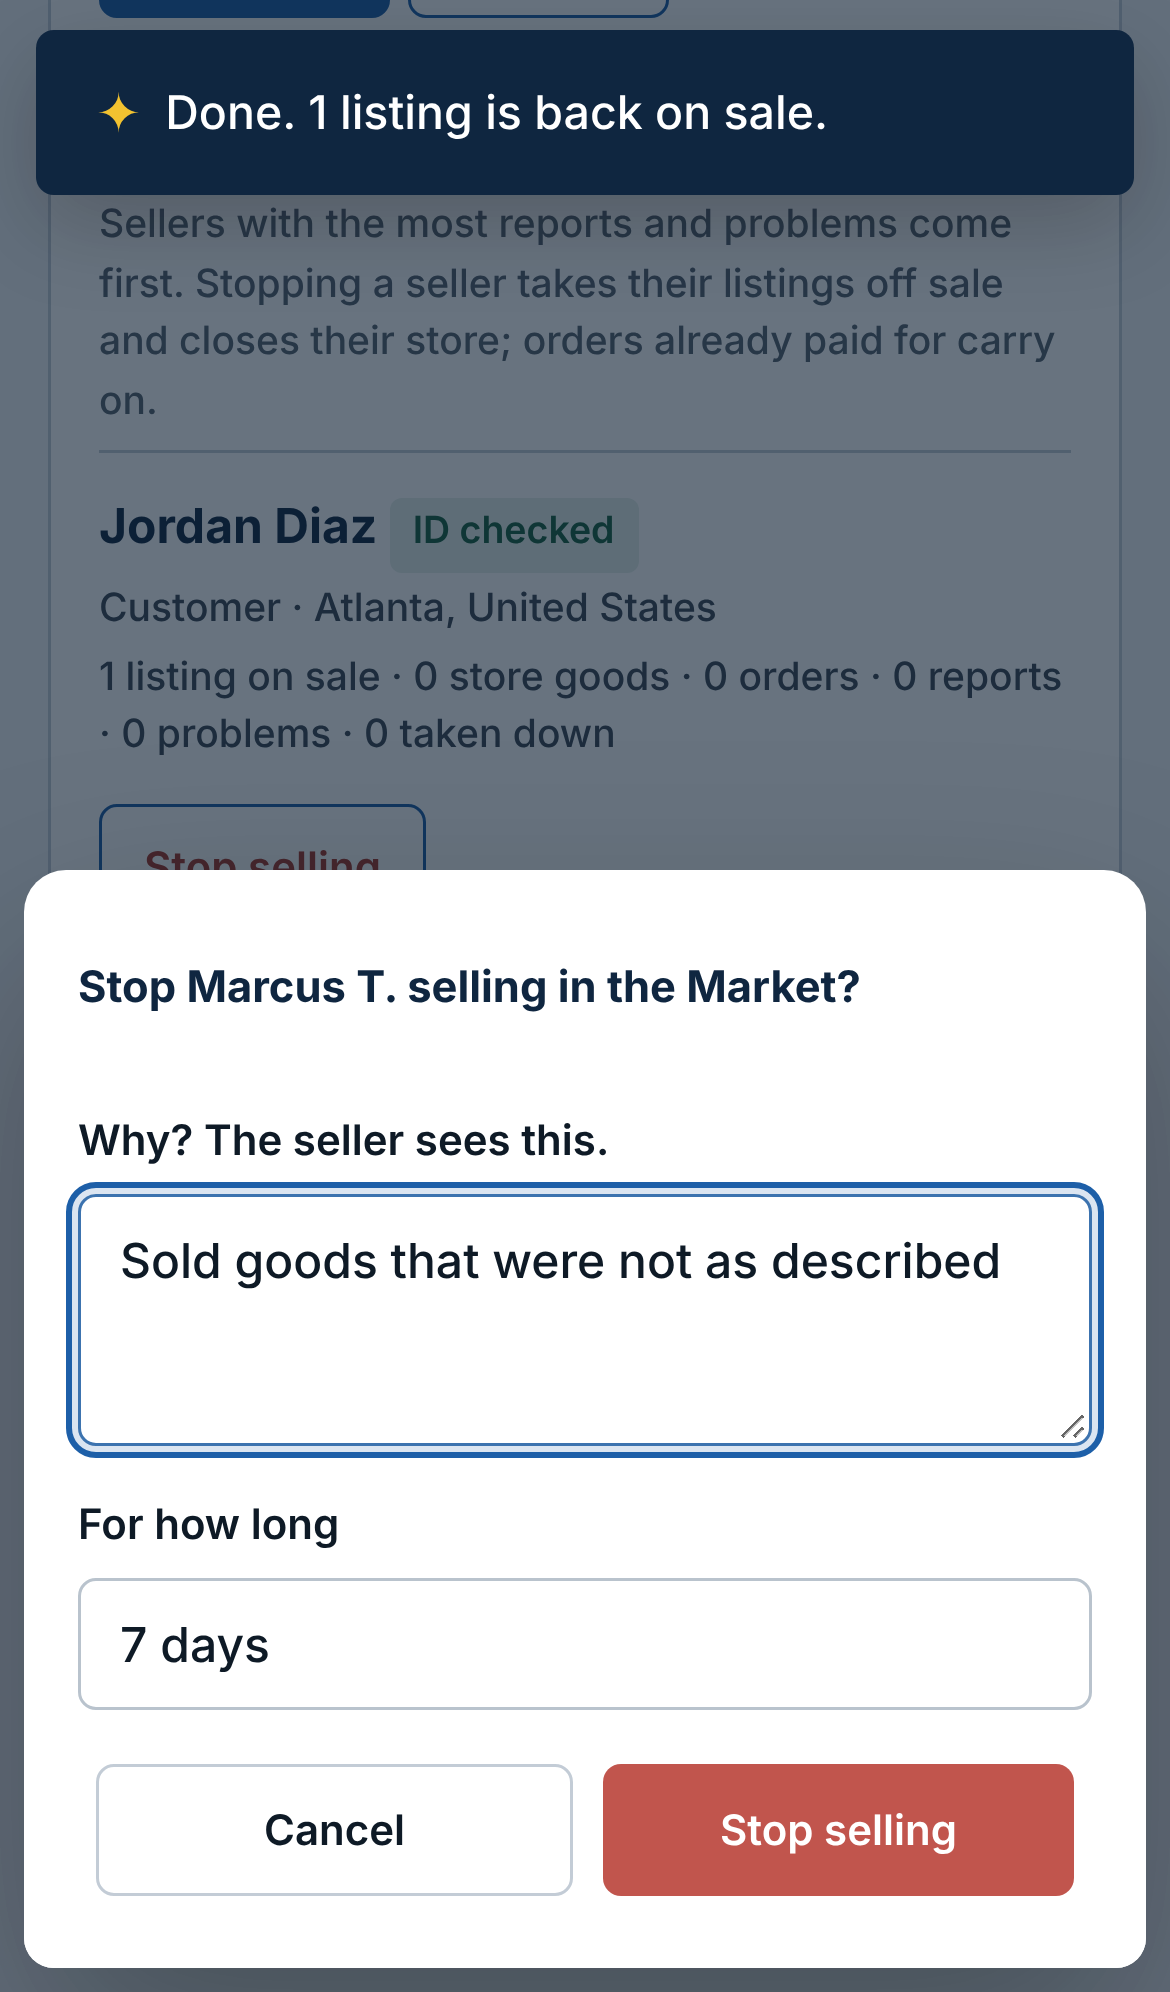 ✦ Done. 1 listing is back on sale.
Sellers with the most reports and problems come
first. Stopping a seller takes their listings off sale
and closes their store; orders already paid for carry
on.
Jordan Diaz ID checked
Customer · Atlanta, United States
1 listing on sale · 0 store goods · 0 orders · 0 reports
· 0 problems · 0 taken down
Stop selling
Stop Marcus T. selling in the Market?
Why? The seller sees this.
Sold goods that were not as described
For how long
7 days
Cancel Stop selling